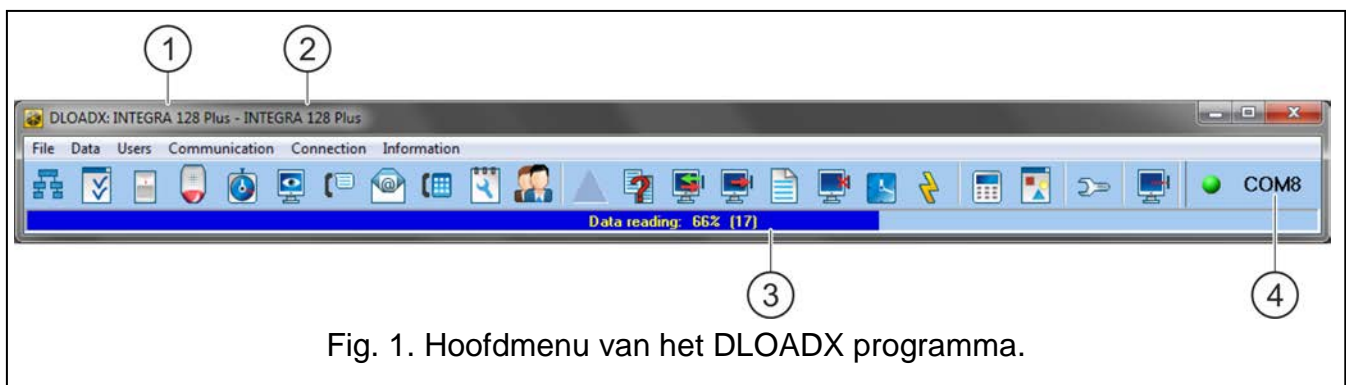 1 2
DLOADX: INTEGRA 128 Plus - INTEGRA 128 Plus
File Data Users Communication Connection Information
COM8
Data reading: 66% (17)
3 4
Fig. 1. Hoofdmenu van het DLOADX programma.